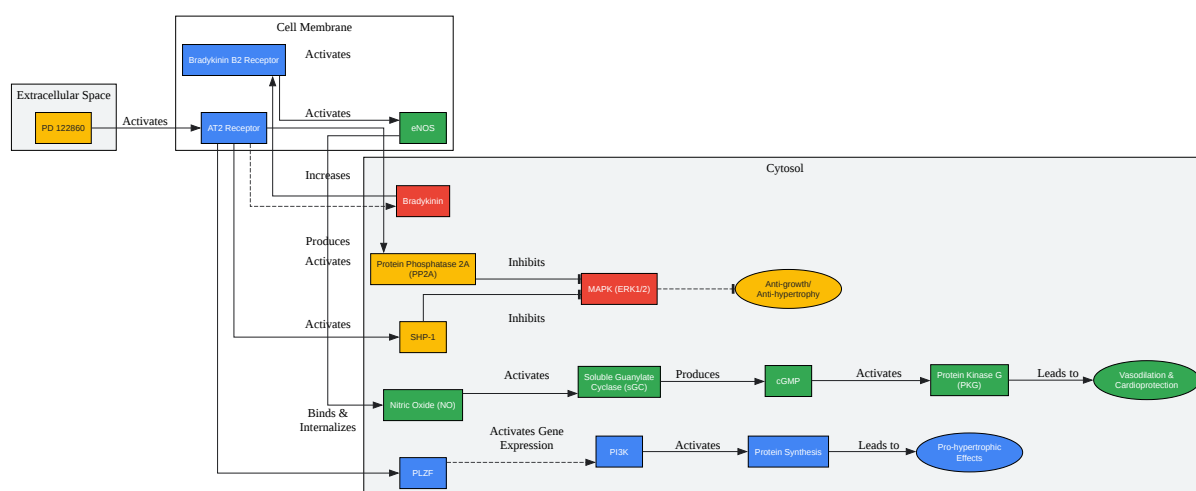 Cell Membrane
Bradykinin B2 Receptor
Activates
Extracellular Space
PD 122860
Activates
AT2 Receptor
Activates
eNOS
Cytosol
Increases
Bradykinin
Produces
Activates
Protein Phosphatase 2A
(PP2A)
Inhibits
MAPK (ERK1/2)
Anti-growth/
Anti-hypertrophy
Inhibits
Activates
SHP-1
Nitric Oxide (NO)
Activates
Soluble Guanylate
Cyclase (sGC)
Produces
cGMP
Activates
Protein Kinase G
(PKG)
Leads to
Vasodilation &
Cardioprotection
Binds &
Internalizes
PLZF
Activates Gene
Expression
PI3K
Activates
Protein Synthesis
Leads to
Pro-hypertrophic
Effects